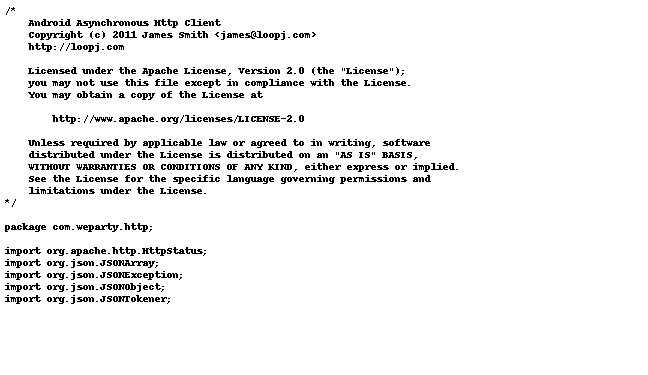 /*
    Android Asynchronous Http Client
    Copyright (c) 2011 James Smith <james@loopj.com>
    http://loopj.com

    Licensed under the Apache License, Version 2.0 (the "License");
    you may not use this file except in compliance with the License.
    You may obtain a copy of the License at

        http://www.apache.org/licenses/LICENSE-2.0

    Unless required by applicable law or agreed to in writing, software
    distributed under the License is distributed on an "AS IS" BASIS,
    WITHOUT WARRANTIES OR CONDITIONS OF ANY KIND, either express or implied.
    See the License for the specific language governing permissions and
    limitations under the License.
*/

package com.weparty.http;

import org.apache.http.HttpStatus;
import org.json.JSONArray;
import org.json.JSONException;
import org.json.JSONObject;
import org.json.JSONTokener;